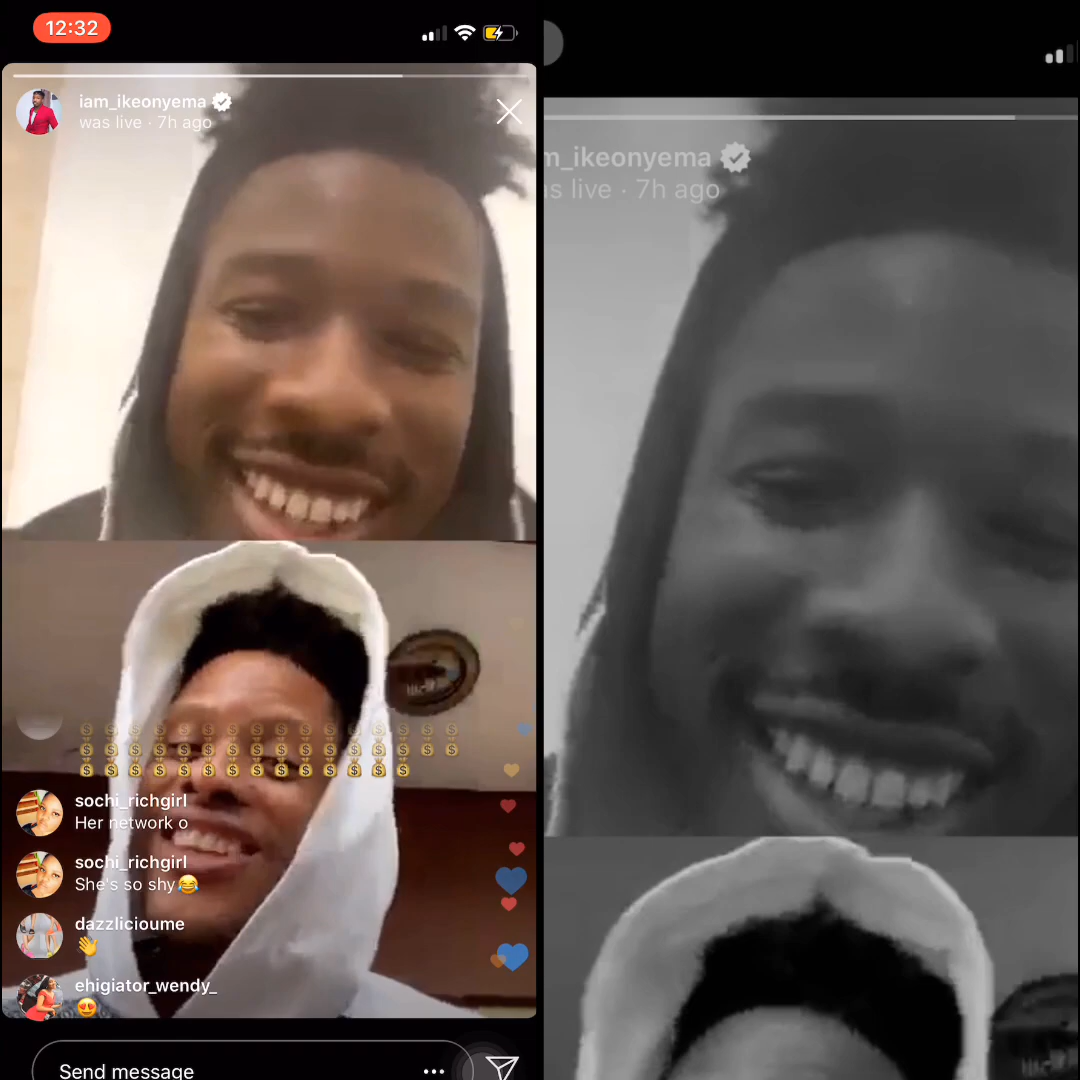 12:32
iam_ikeonyema
was live · 7h ago
sochi_richgirl
Her network o
sochi_richgirl
She's so shy😂
dazzlicioume
👋
ehigiator_wendy_
😍
Send message
m_ikeonyema
s live · 7h ago